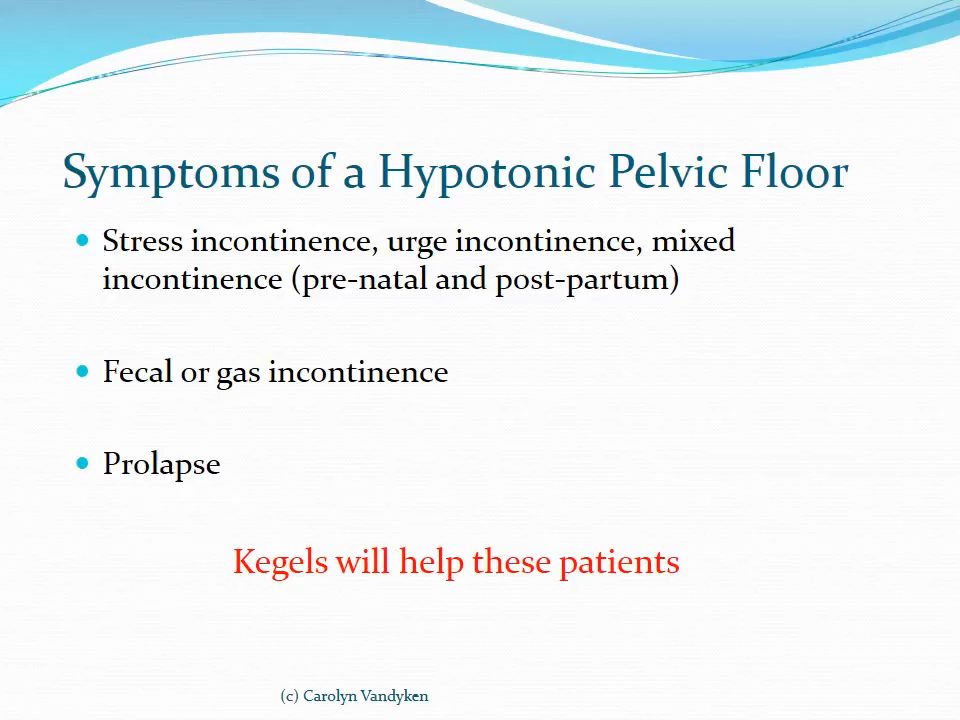 Symptoms of a Hypotonic Pelvic Floor
Stress incontinence, urge incontinence, mixed
incontinence (pre-natal and post-partum)
Fecal or gas incontinence
Prolapse
Kegels will help these patients
(c) Carolyn Vandyken